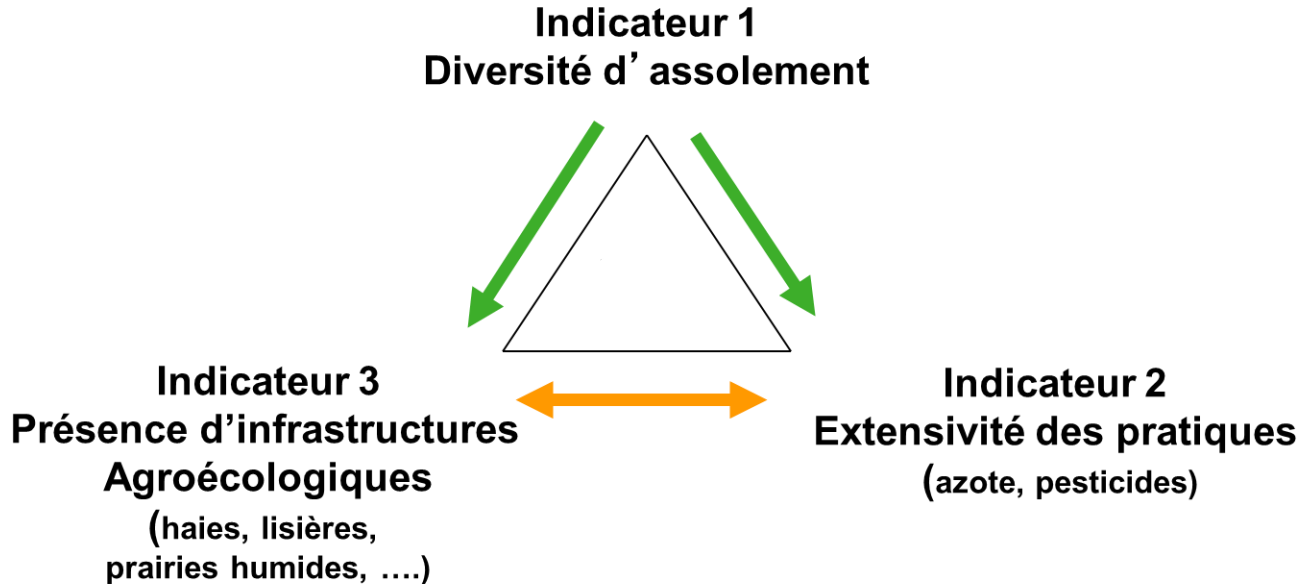 Indicateur 1
Diversité d’ assolement
Indicateur 3
Présence d’infrastructures
Agroécologiques
(haies, lisières,
prairies humides, ....)
Indicateur 2
Extensivité des pratiques
(azote, pesticides)